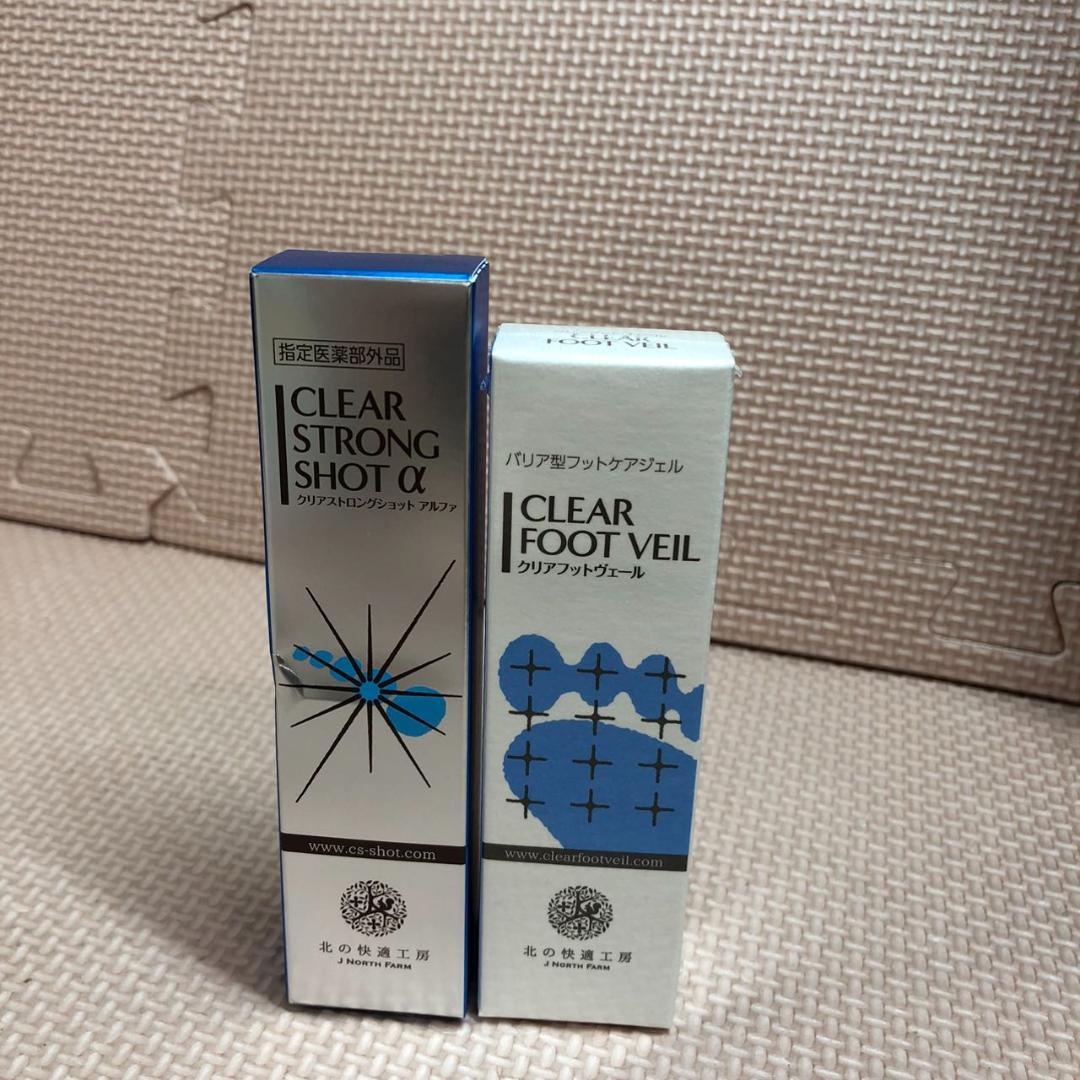 指定医薬部外品
CLEAR
STRONG
SHOT α
クリアストロングショット アルファ
www.cs-shot.com
北の快適工房
J NORTH FARM
CLEAR
FOOT VEIL
バリア型フットケアジェル
CLEAR
FOOT VEIL
クリアフットヴェール
www.clearfootveil.com
北の快適工房
J NORTH FARM